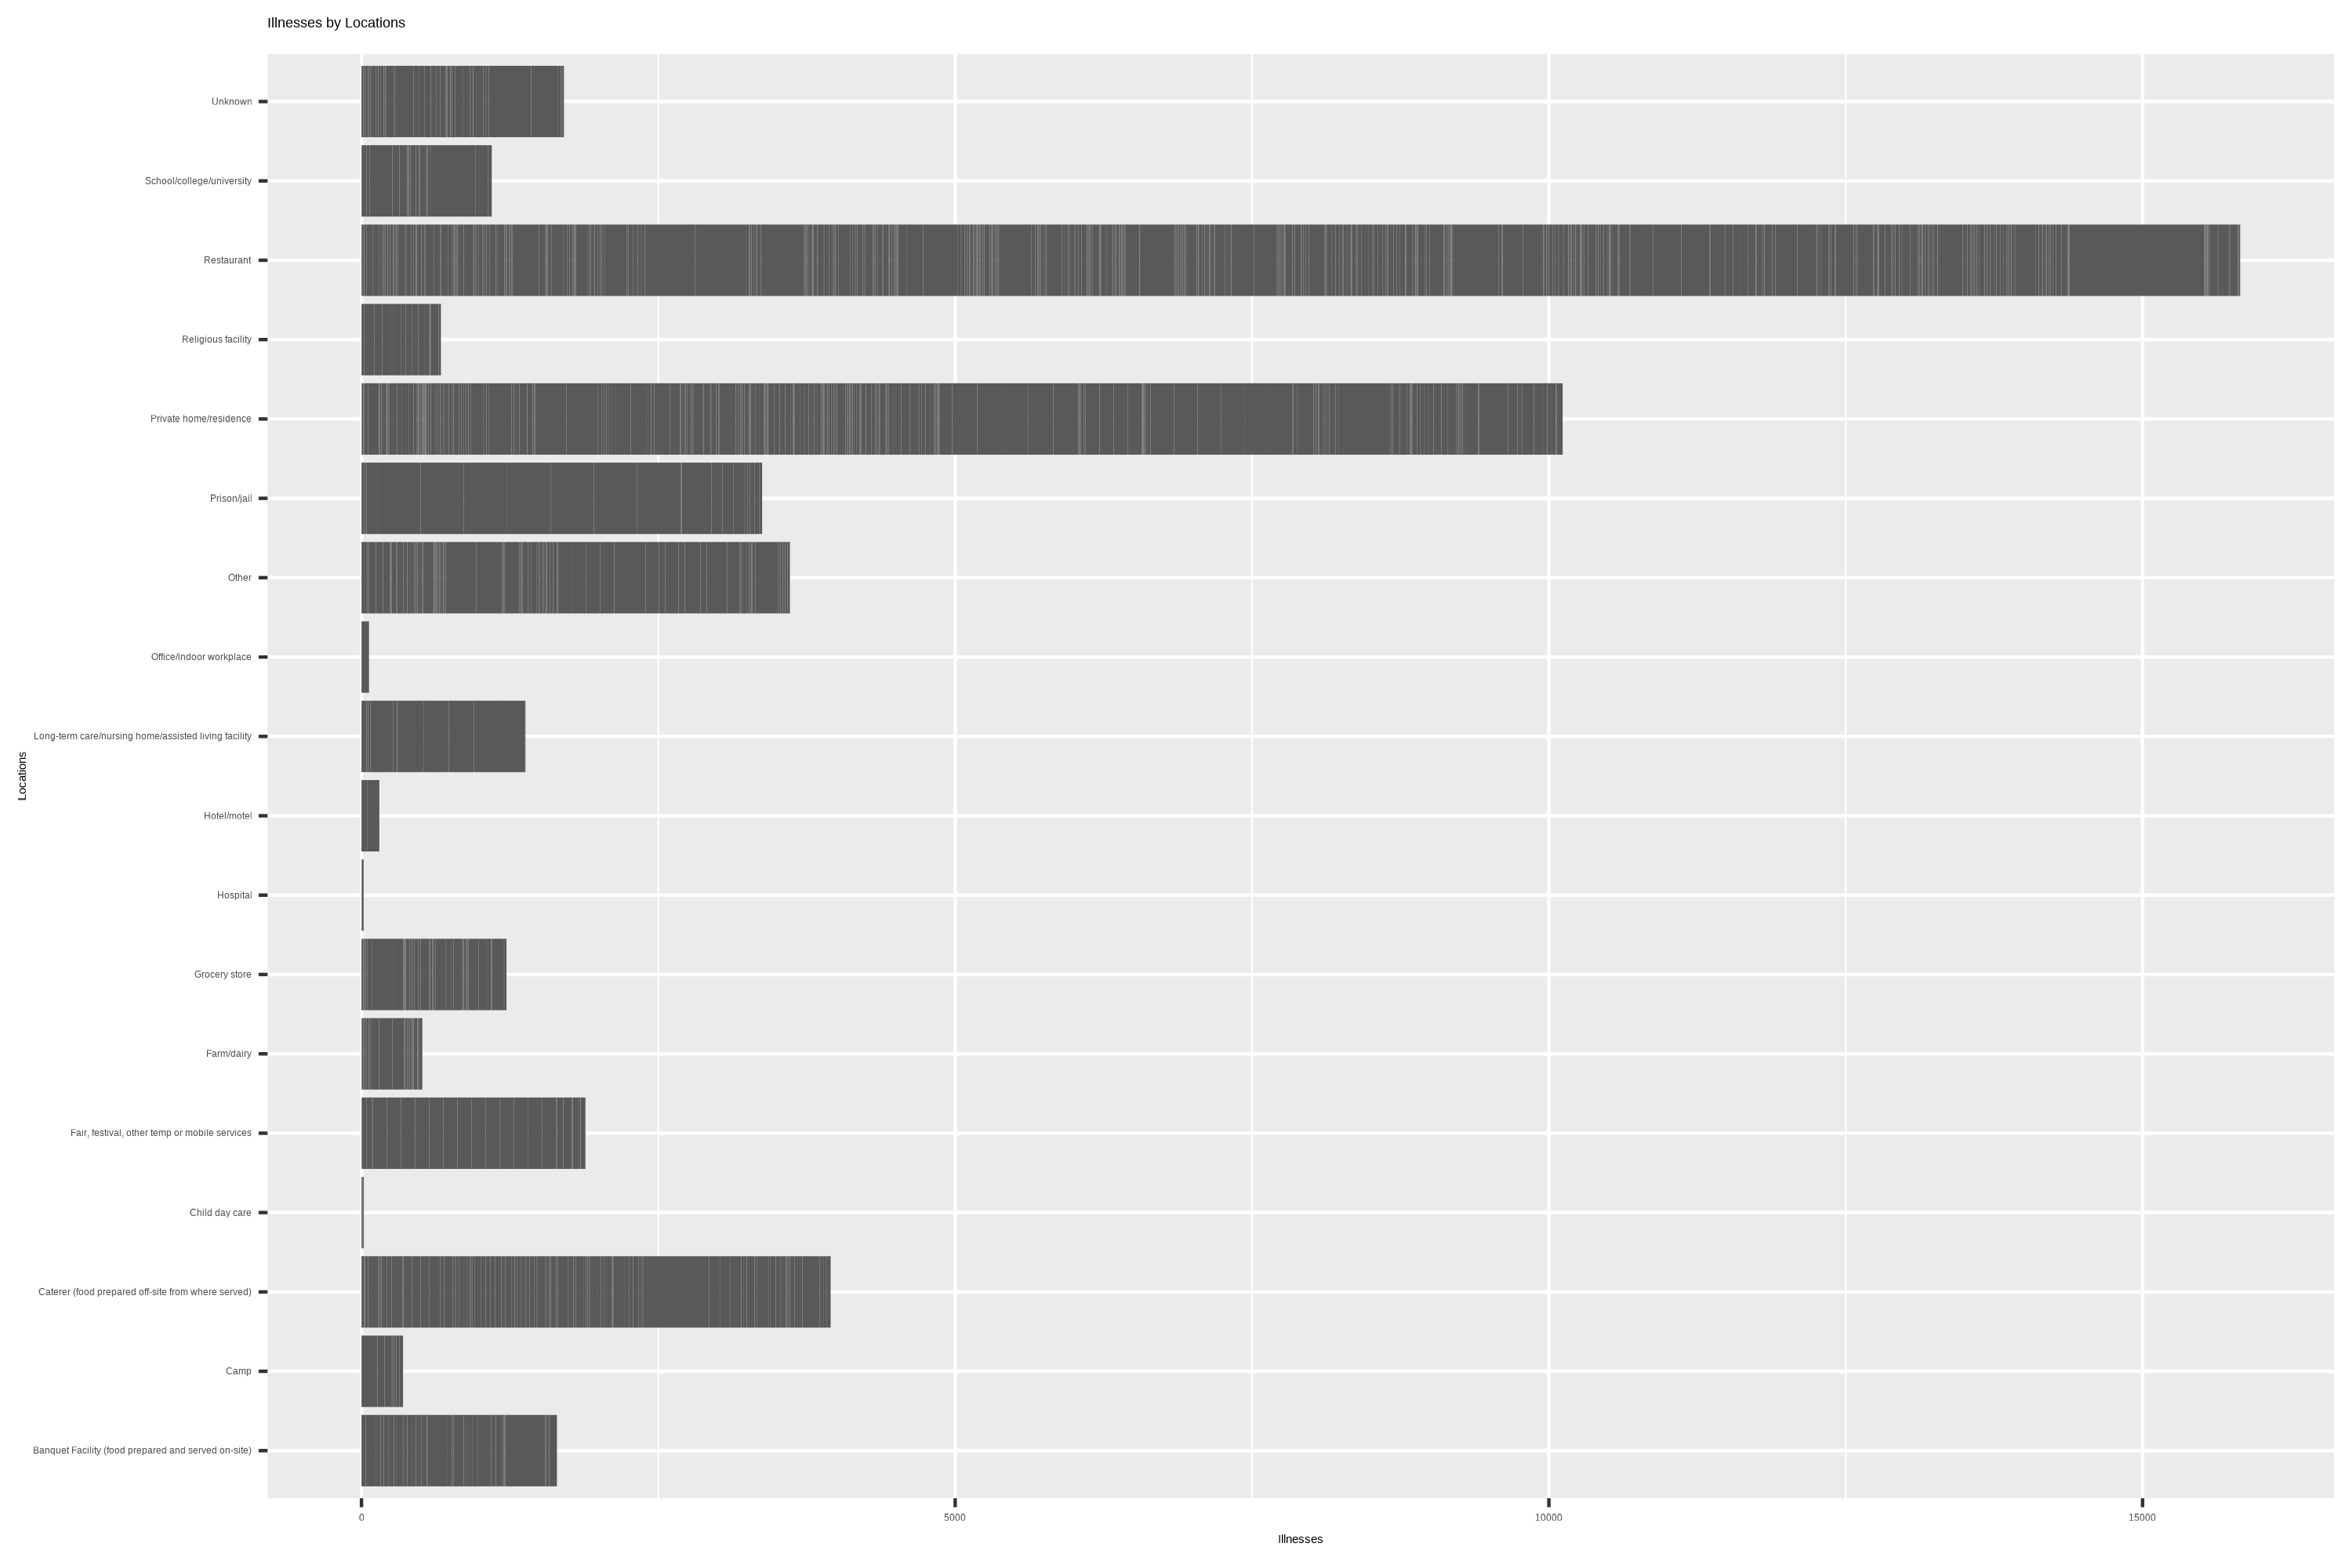 Illnesses by Locations
Unknown
School/college/university
Restaurant
Religious facility
Private home/residence
Prison/jail
Other
Office/indoor workplace
Long-term care/nursing home/assisted living facility
Hotel/motel
Hospital
Grocery store
Farm/dairy
Fair, festival, other temp or mobile services
Child day care
Caterer (food prepared off-site from where served)
Camp
Banquet Facility (food prepared and served on-site)
Locations
0 5000 10000 15000
Illnesses